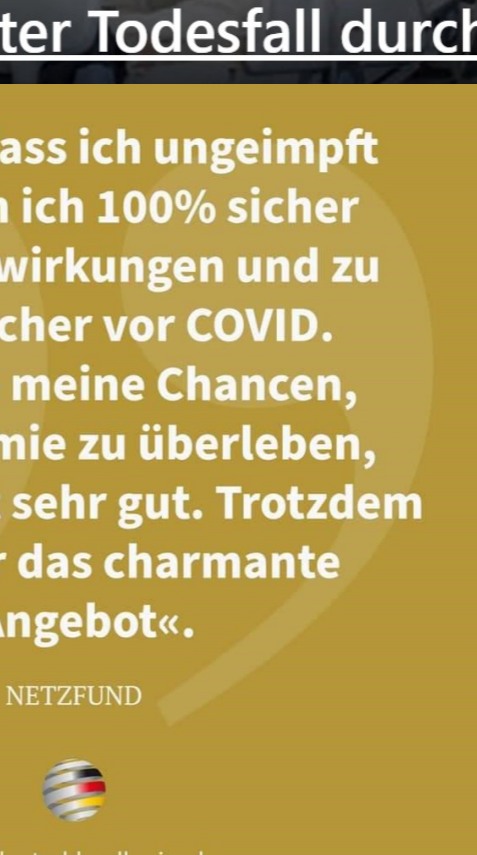 ter Todesfall durch
ass ich ungeimpft
ich 100% sicher
wirkungen und zu
cher vor COVID.
meine Chancen,
mie zu überleben,
sehr gut. Trotzdem
r das charmante
Angebot«.
NETZFUND